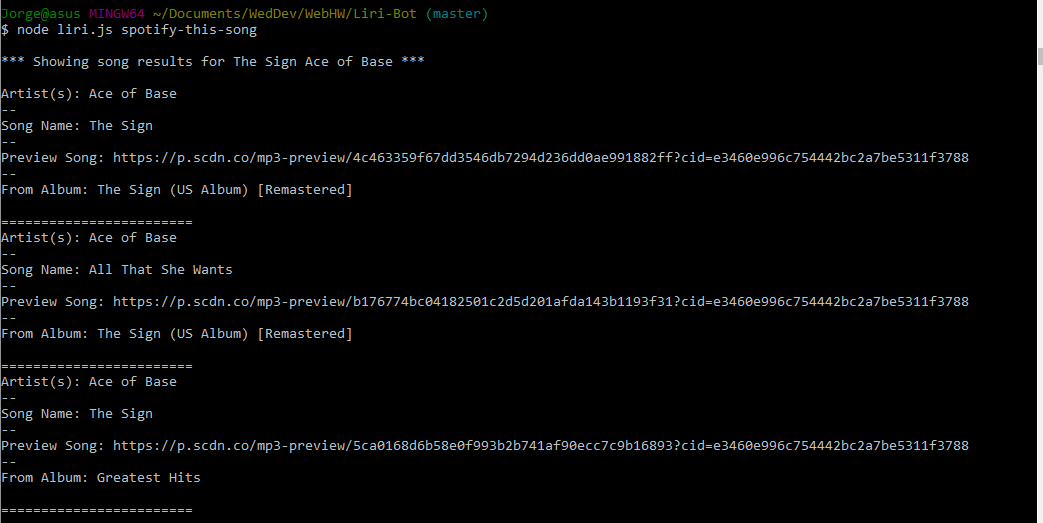 Jorge@asus MINGW64 ~/Documents/WedDev/WebHW/Liri-Bot (master)
$ node liri.js spotify-this-song
*** Showing song results for The Sign Ace of Base ***
Artist(s): Ace of Base
--
Song Name: The Sign
--
Preview Song: https://p.scdn.co/mp3-preview/4c463359f67dd3546db7294d236dd0ae991882ff?cid=e3460e996c754442bc2a7be5311f3788
--
From Album: The Sign (US Album) [Remastered]
========================
Artist(s): Ace of Base
--
Song Name: All That She Wants
--
Preview Song: https://p.scdn.co/mp3-preview/b176774bc04182501c2d5d201afda143b1193f31?cid=e3460e996c754442bc2a7be5311f3788
--
From Album: The Sign (US Album) [Remastered]
========================
Artist(s): Ace of Base
--
Song Name: The Sign
--
Preview Song: https://p.scdn.co/mp3-preview/5ca0168d6b58e0f993b2b741af90ecc7c9b16893?cid=e3460e996c754442bc2a7be5311f3788
--
From Album: Greatest Hits
========================